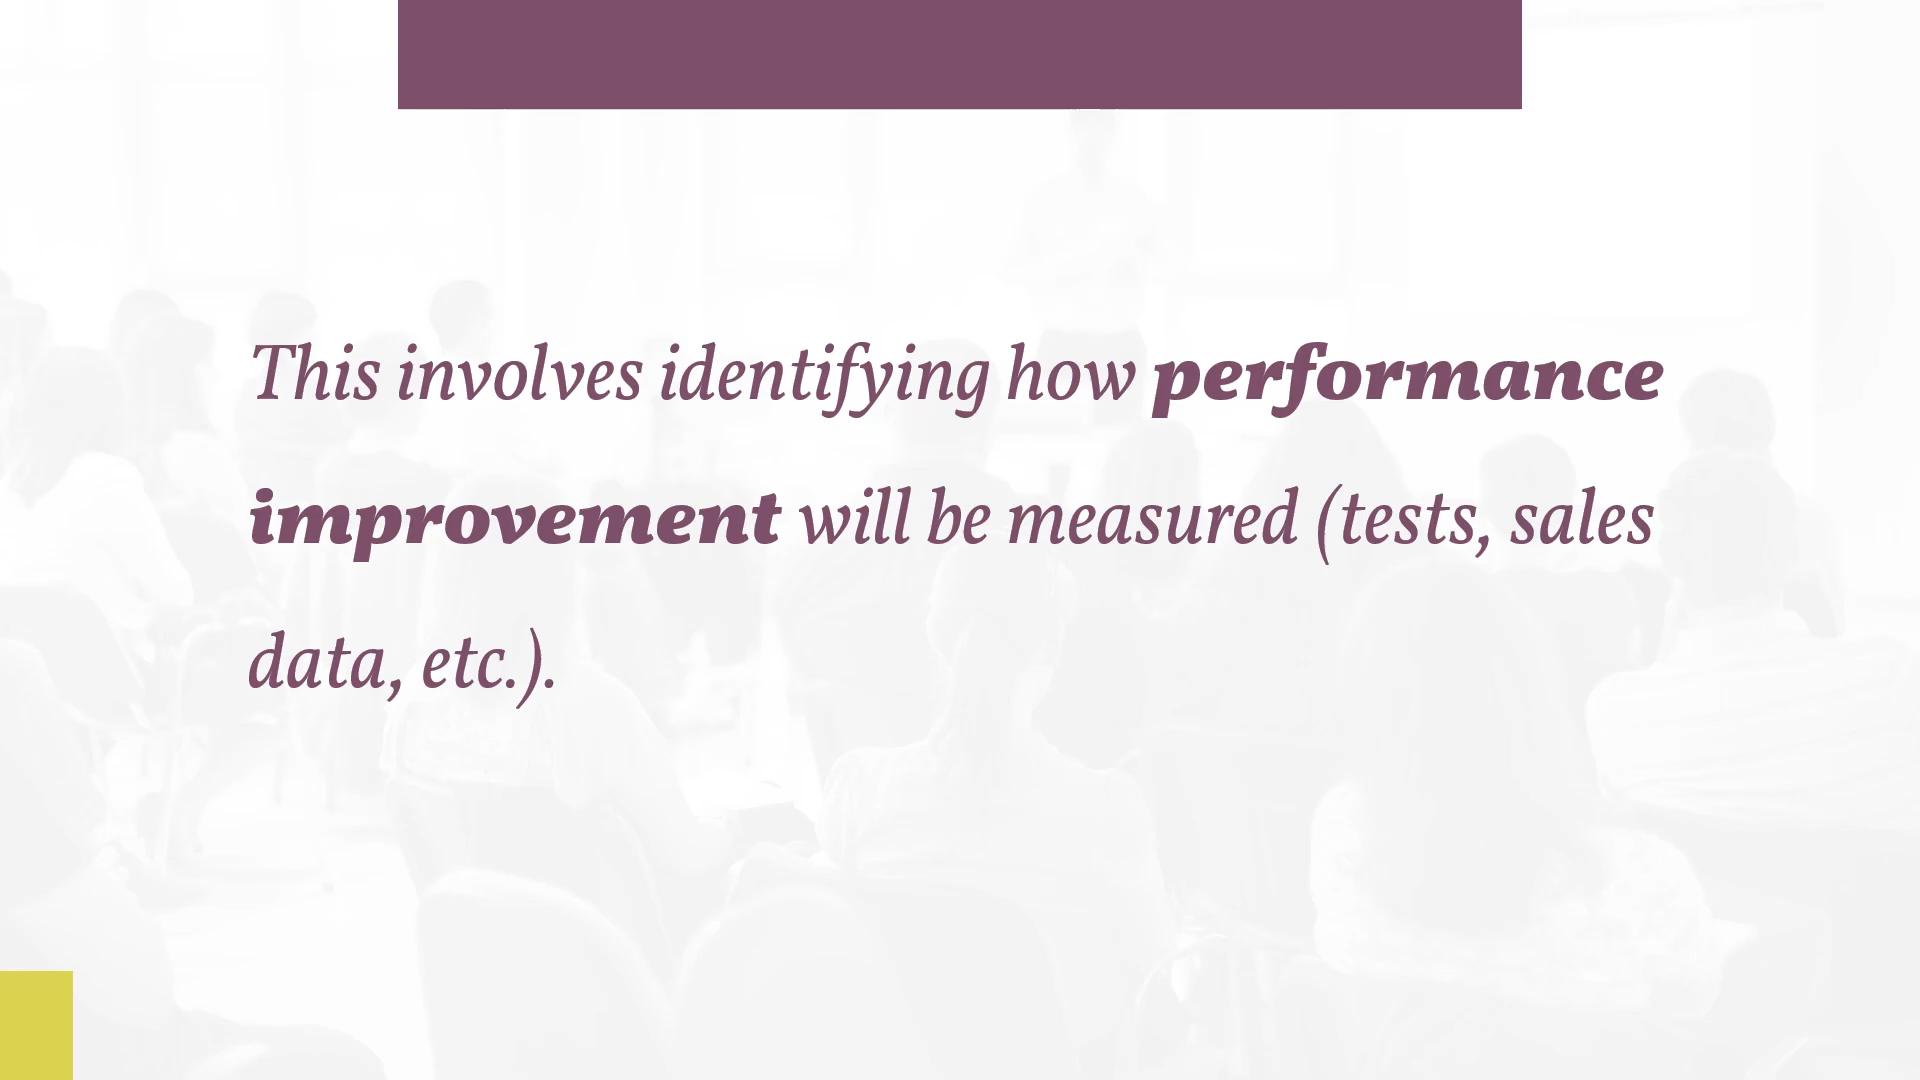 This involves identifying how performance
improvement will be measured (tests, sales
data, etc.).